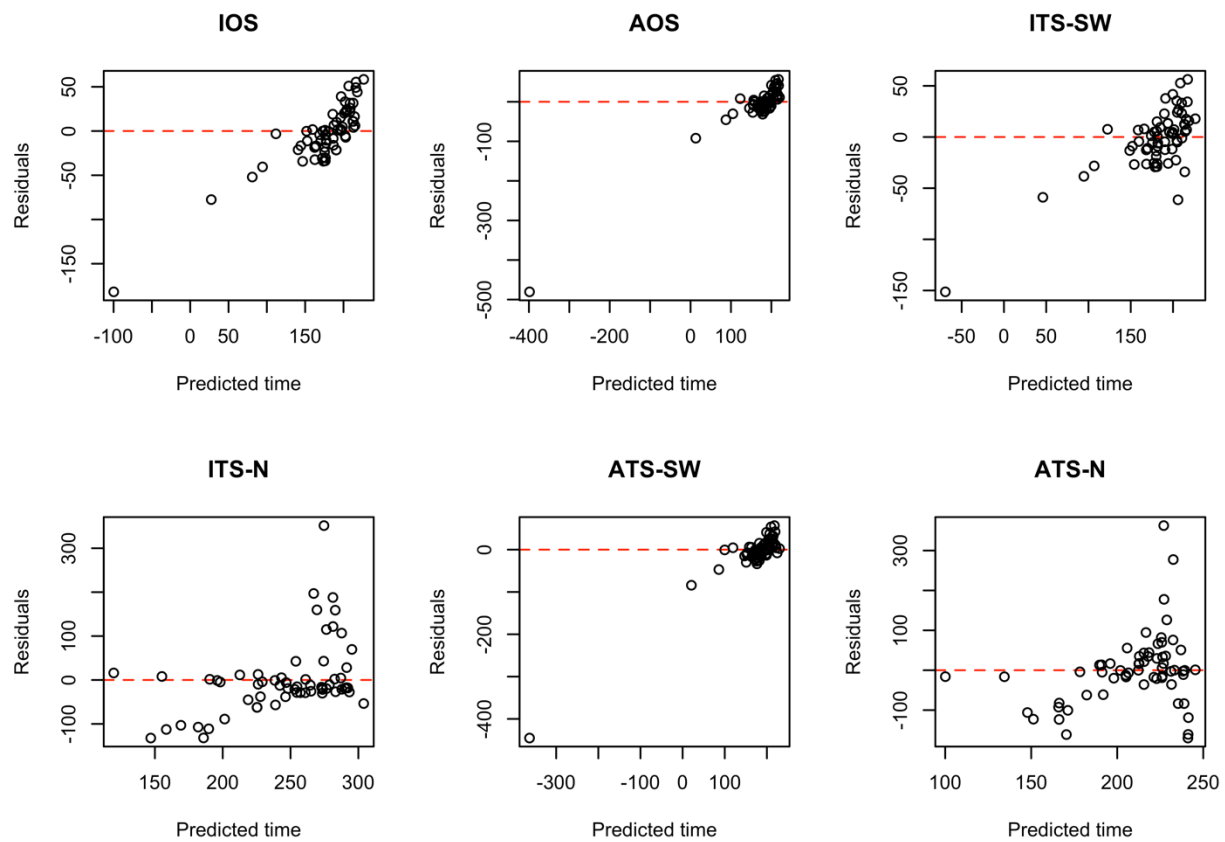 IOS AOS ITS-SW
Residuals
-150 -50 0 50
-100 0 50 150
Predicted time
Residuals
-500 -300 -100
-400 -200 0 100
Predicted time
Residuals
-150 -50 0 50
-50 0 50 150
Predicted time
ITS-N ATS-SW ATS-N
Residuals
-100 0 100 300
150 200 250 300
Predicted time
Residuals
-400 -200 0
-300 -100 0 100
Predicted time
Residuals
-100 0 100 300
100 150 200 250
Predicted time